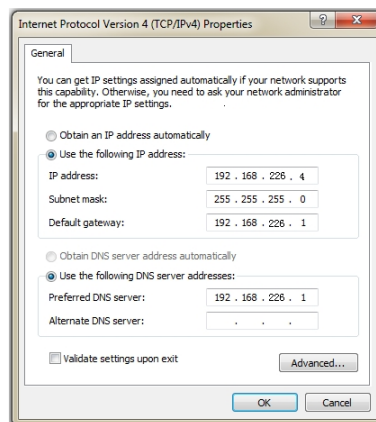 Internet Protocol Version 4 (TCP/IPv4) Properties
General
You can get IP settings assigned automatically if your network supports
this capability. Otherwise, you need to ask your network administrator
for the appropriate IP settings.
Obtain an IP address automatically
Use the following IP address:
IP address: 192 . 168 . 226 . 4
Subnet mask: 255 . 255 . 255 . 0
Default gateway: 192 . 168 . 226 . 1
Obtain DNS server address automatically
Use the following DNS server addresses:
Preferred DNS server: 192 . 168 . 226 . 1
Alternate DNS server: . . .
Validate settings upon exit
Advanced...
OK Cancel